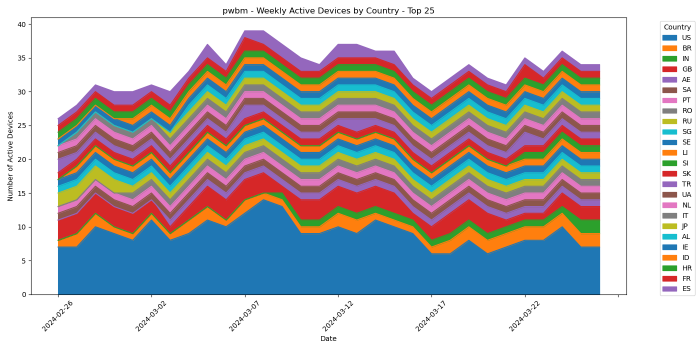 pwbm - Weekly Active Devices by Country - Top 25
Number of Active Devices
40
35
30
25
20
15
10
5
0
2024-02-26
2024-03-02
2024-03-07
2024-03-12
2024-03-17
2024-03-22
Date
Country
US
BR
IN
GB
AE
SA
PT
RO
RU
SG
SE
LI
SI
SK
TR
UA
NL
IT
JP
AL
IE
ID
HR
FR
ES